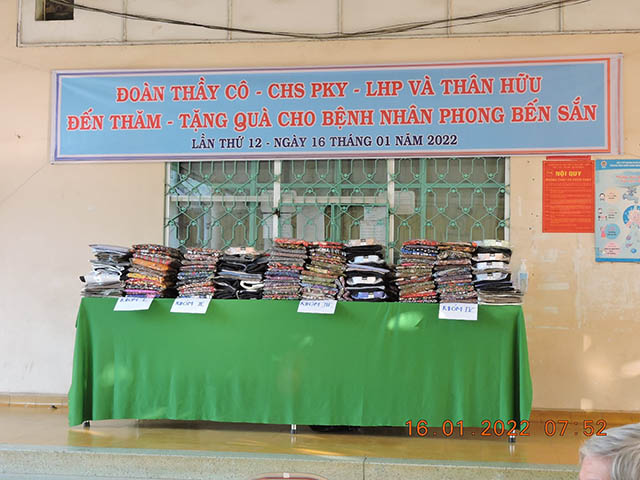 ĐOÀN THẦY CÔ - CHS PKY - LHP VÀ THÂN HỮU
ĐẾN THĂM - TẶNG QUÀ CHO BỆNH NHÂN PHONG BẾN SẮN
LẦN THỨ 12 - NGÀY 16 THÁNG 01 NĂM 2022
NỘI QUY
16.01.2022 07:52